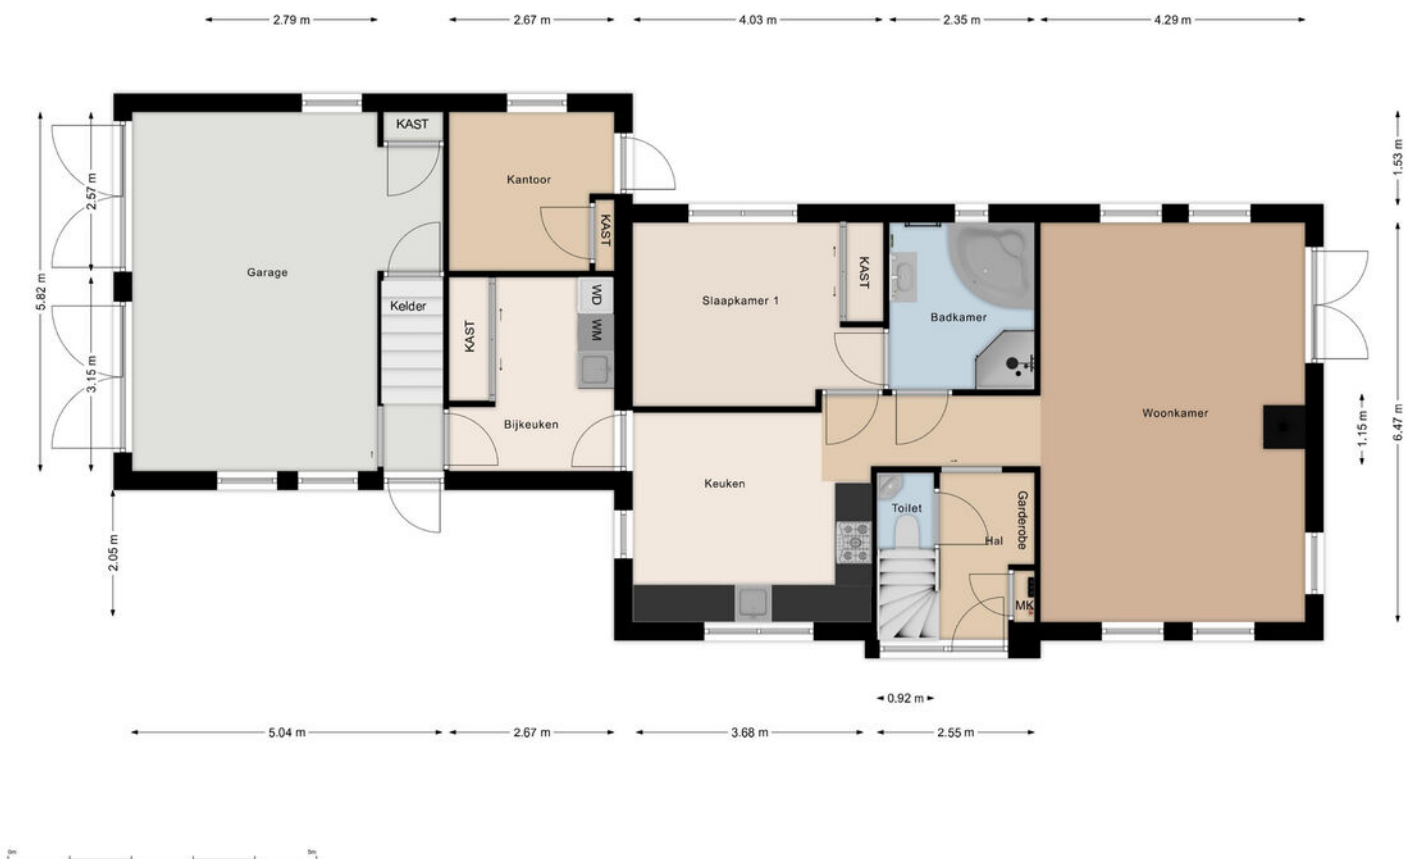 2.79 m
2.67 m
4.03 m
2.35 m
4.29 m
5.82 m
2.57 m
3.15 m
2.05 m
1.53 m
6.47 m
1.15 m
KAST
Kantoor
KAST
Garage
Kelder
KAST
WD
WM
Bijkeuken
Slaapkamer 1
KAST
Badkamer
Woonkamer
Keuken
Toilet
Garderobe
Hal
MK
0.92 m
5.04 m
2.67 m
3.68 m
2.55 m
0m
5m